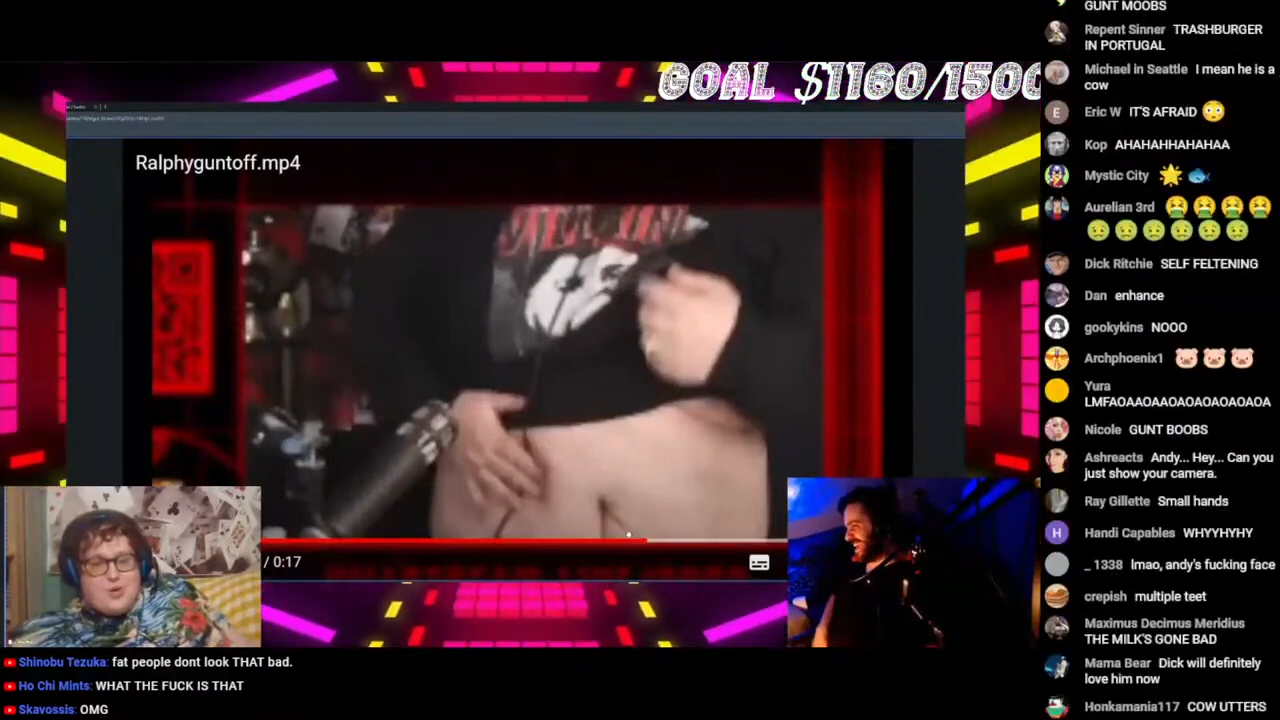 GOAL $1160/1500
Ralphyguntoff.mp4
/ 0:17
Shinobu Tezuka: fat people dont look THAT bad.
Ho Chi Mints: WHAT THE FUCK IS THAT
Skavossis: OMG
GUNT MOOBS
Repent Sinner TRASHBURGER
IN PORTUGAL
Michael in Seattle I mean he is a
cow
Eric W IT'S AFRAID 😳
Kop AHAHAHHAHAHAA
Mystic City 🌟 🐟
Aurelian 3rd 🤮 🤮 🤮 🤮
🤢 🤢 🤢 🤢 🤢 🤢
Dick Ritchie SELF FELTENING
Dan enhance
gookykins NOOO
Archphoenix1 🐷 🐷 🐷
Yura
LMFAOAAOAAOAOAOAOAOA
Nicole GUNT BOOBS
Ashreacts Andy... Hey... Can you
just show your camera.
Ray Gillette Small hands
H
Handi Capables WHYYHYHY
_ 1338 lmao, andy's fucking face
crepish multiple teet
Maximus Decimus Meridius
THE MILK'S GONE BAD
Mama Bear Dick will definitely
love him now
Honkamania117 COW UTTERS